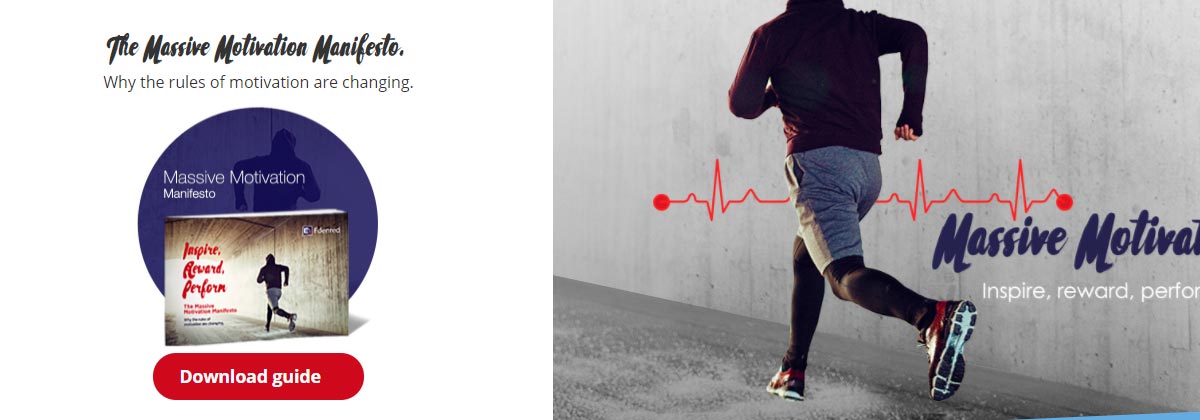 The Massive Motivation Manifesto.
Why the rules of motivation are changing.
Massive Motivation
Manifesto
Edenred
Inspire,
Reward,
Perform
The Massive
Motivation Manifesto
Why the rules of
motivation are changing.
Download guide
Massive Motivat
Inspire, reward, perfor